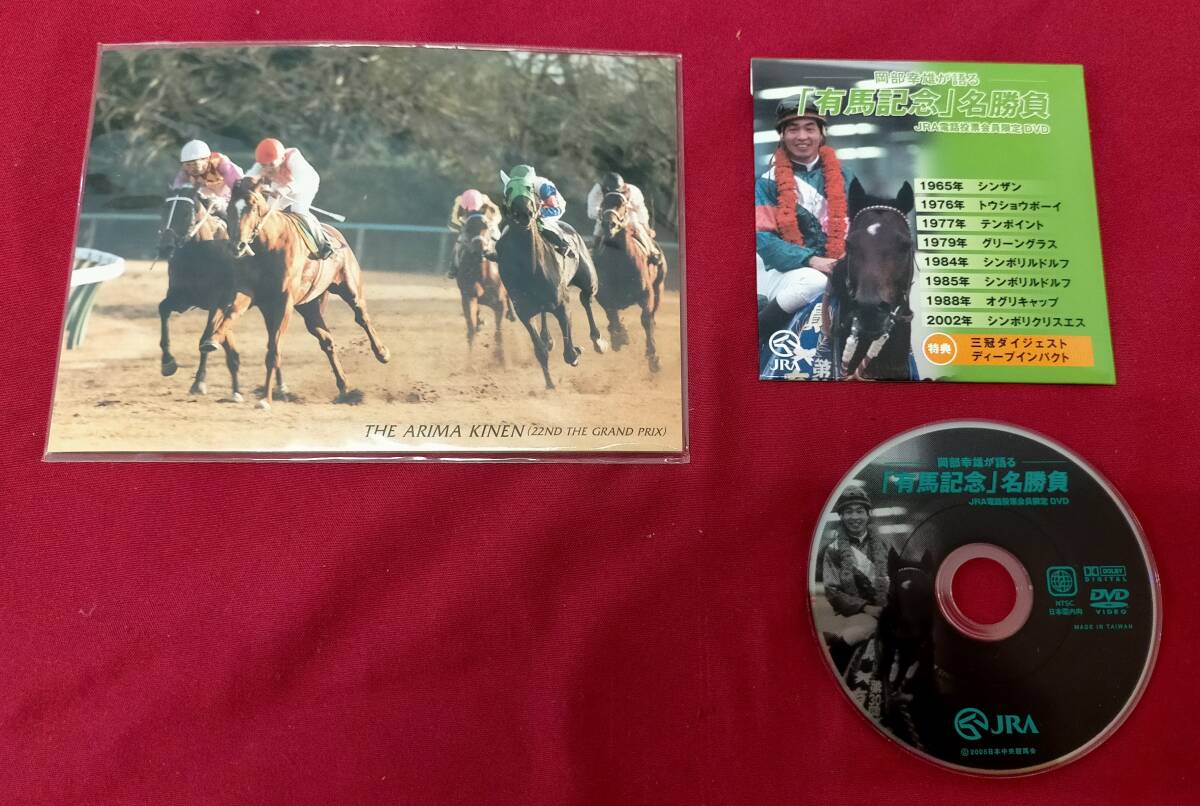 THE ARIMA KINEN (22ND THE GRAND PRIX)
岡部幸雄が語る
「有馬記念」名勝負
JRA電話投票会員限定 DVD
1965年 シンザン
1976年 トウショウボーイ
1977年 テンポイント
1979年 グリーングラス
1984年 シンボリルドルフ
1985年 シンボリルドルフ
1988年 オグリキャップ
2002年 シンボリクリスエス
特典
三冠ダイジェスト
ディープインパクト
JRA
岡部幸雄が語る
「有馬記念」名勝負
JRA電話投票会員限定 DVD
DOLBY
DIGITAL
NTSC
日本国内向
DVD
VIDEO
MADE IN TAIWAN
第30回
JRA
©2005日本中央競馬会